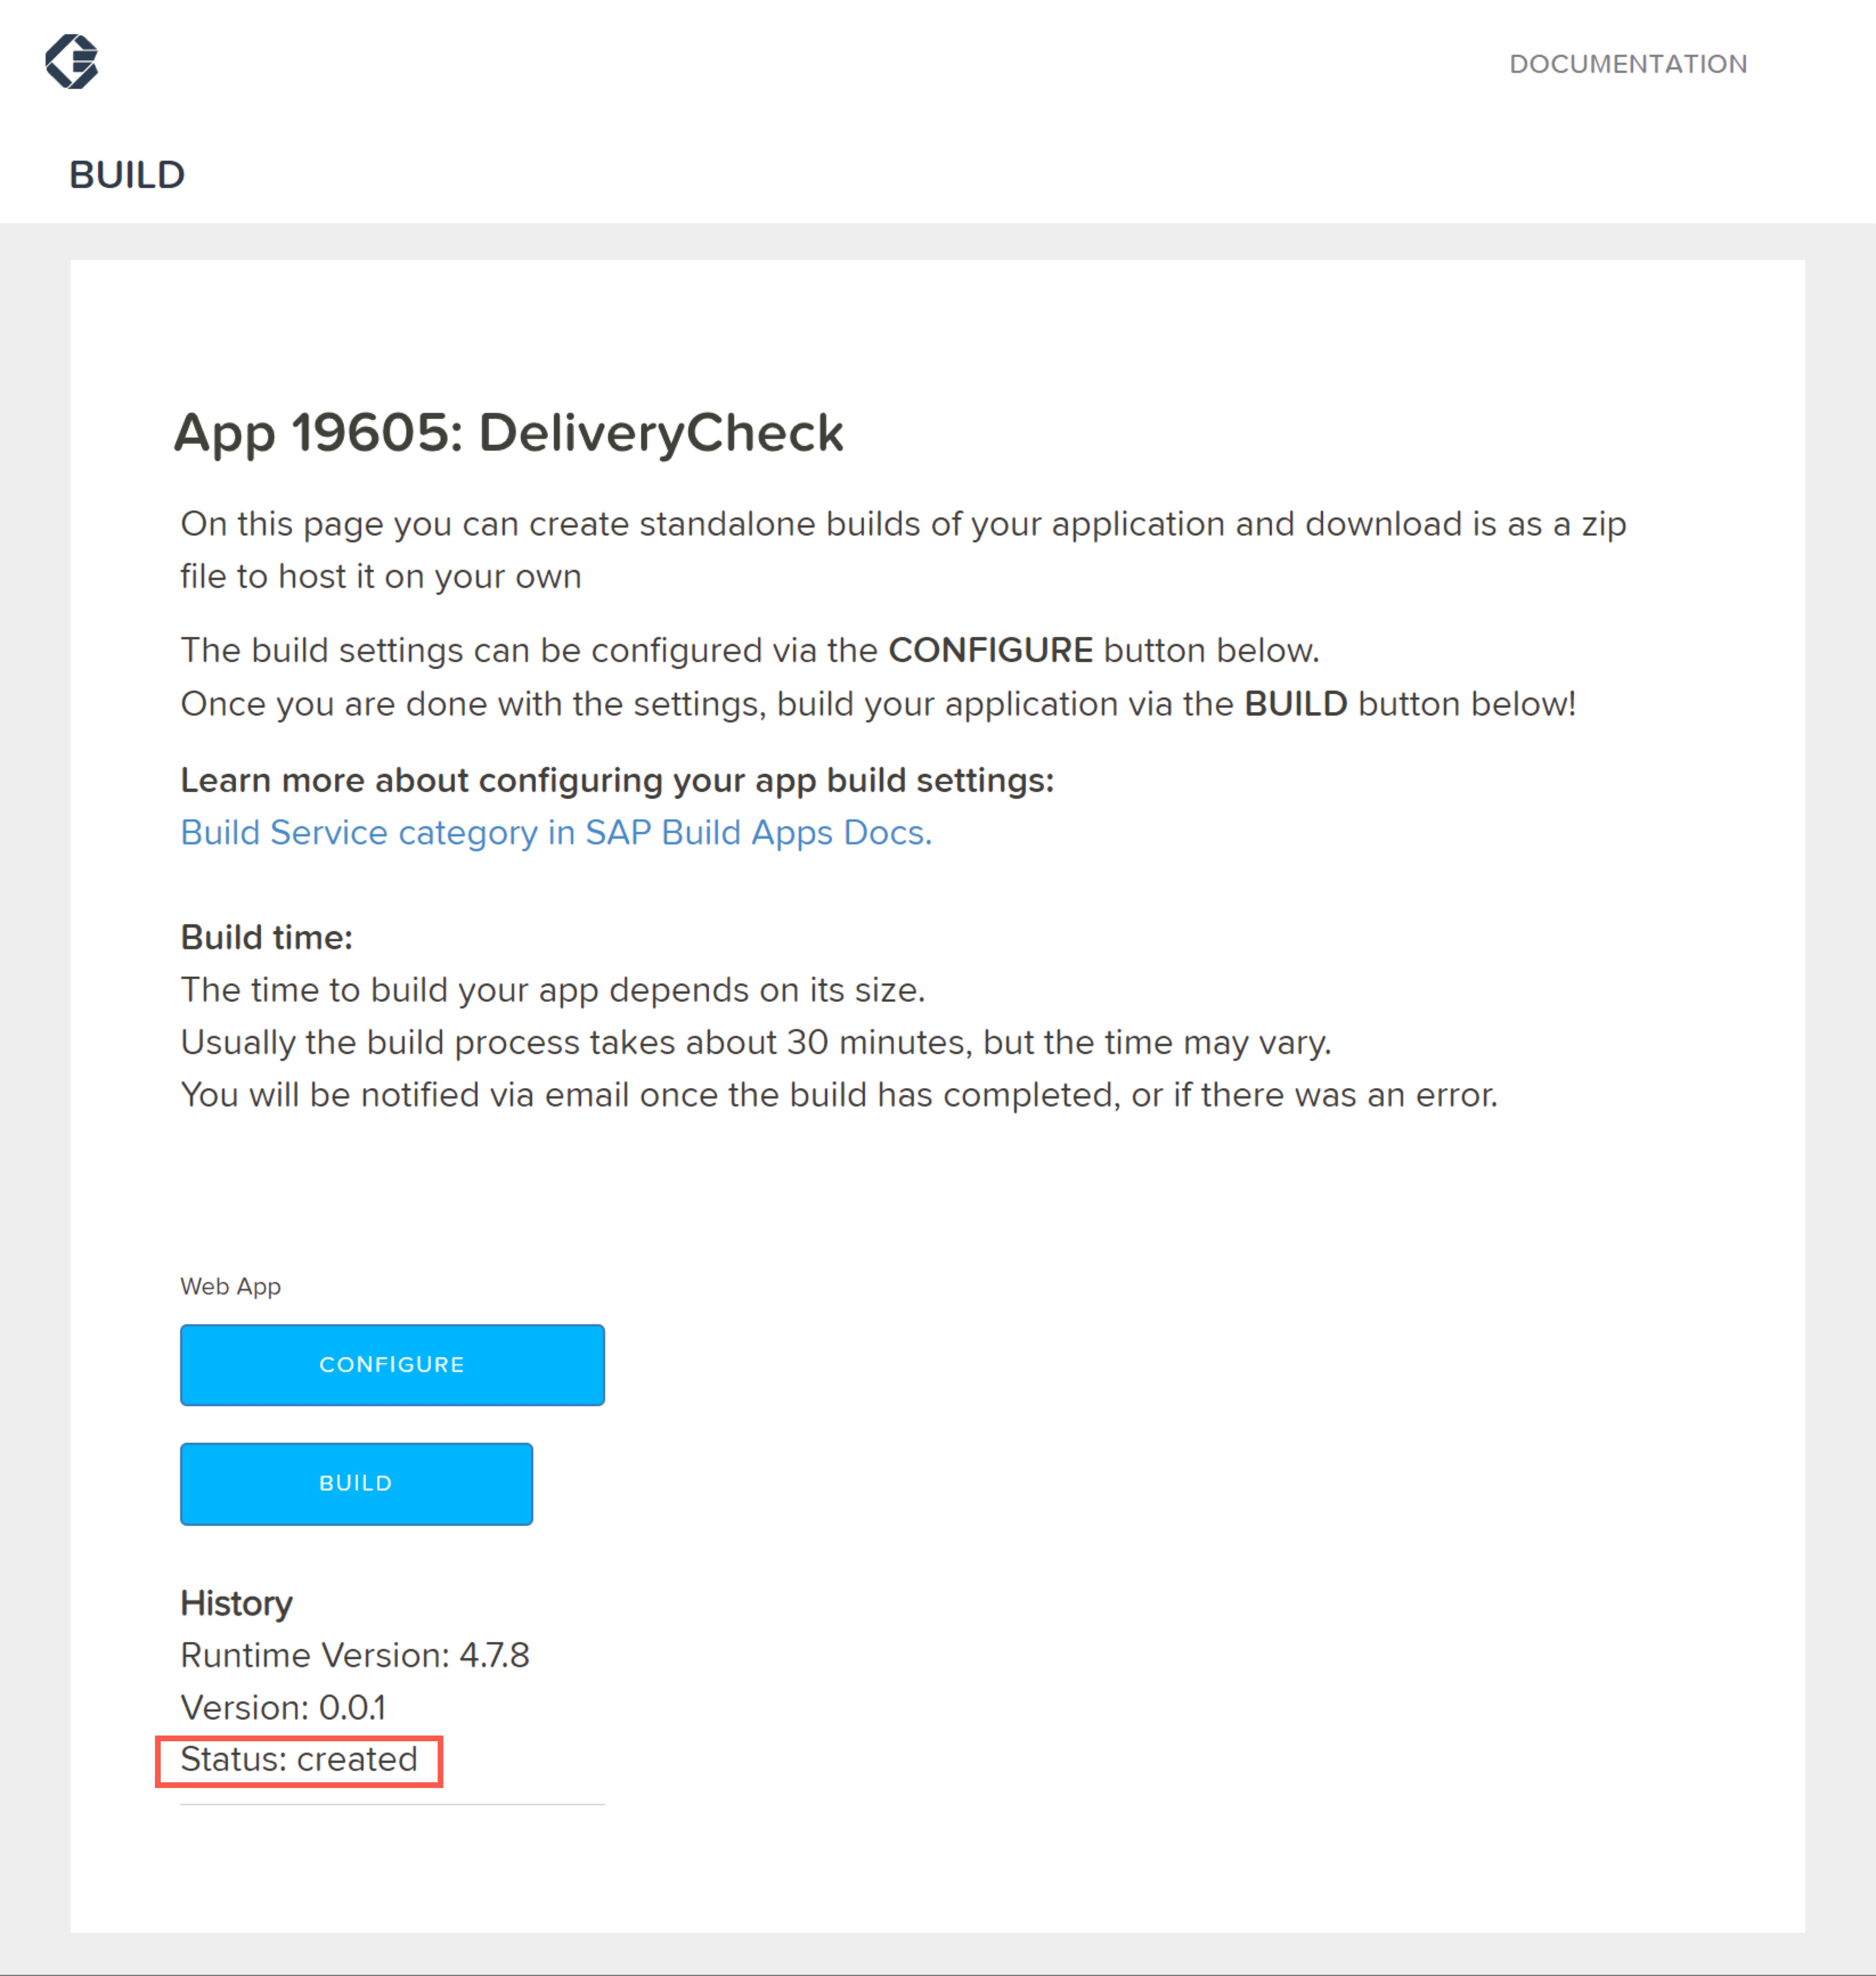 DOCUMENTATION
BUILD
App 19605: DeliveryCheck
On this page you can create standalone builds of your application and download is as a zip
file to host it on your own
The build settings can be configured via the CONFIGURE button below.
Once you are done with the settings, build your application via the BUILD button below!
Learn more about configuring your app build settings:
Build Service category in SAP Build Apps Docs.
Build time:
The time to build your app depends on its size.
Usually the build process takes about 30 minutes, but the time may vary.
You will be notified via email once the build has completed, or if there was an error.
Web App
CONFIGURE
BUILD
History
Runtime Version: 4.7.8
Version: 0.0.1
Status: created